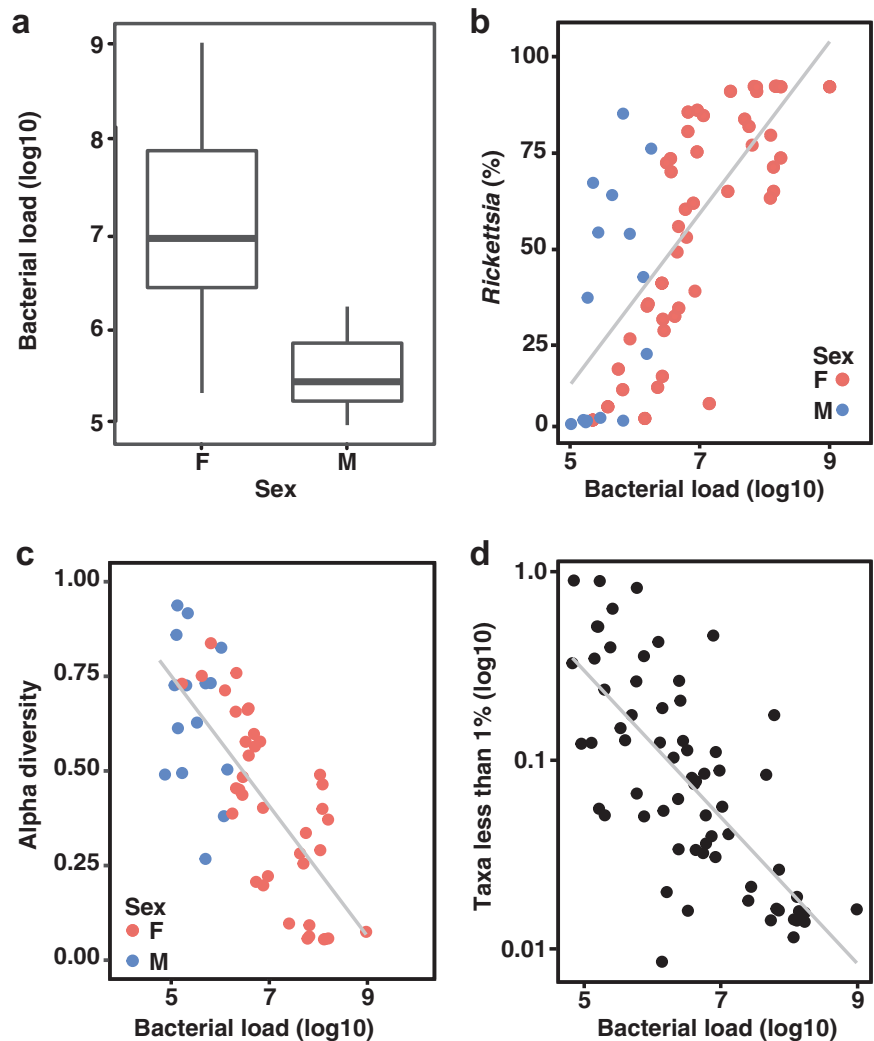 a
Bacterial load (log10)
9
8
7
6
5
F
M
Sex
b
Rickettsia (%)
100
75
50
25
0
Sex
F
M
5
7
9
Bacterial load (log10)
c
Alpha diversity
1.00
0.75
0.50
0.25
0.00
Sex
F
M
5
7
9
Bacterial load (log10)
d
Taxa less than 1% (log10)
1.0
0.1
0.01
5
7
9
Bacterial load (log10)